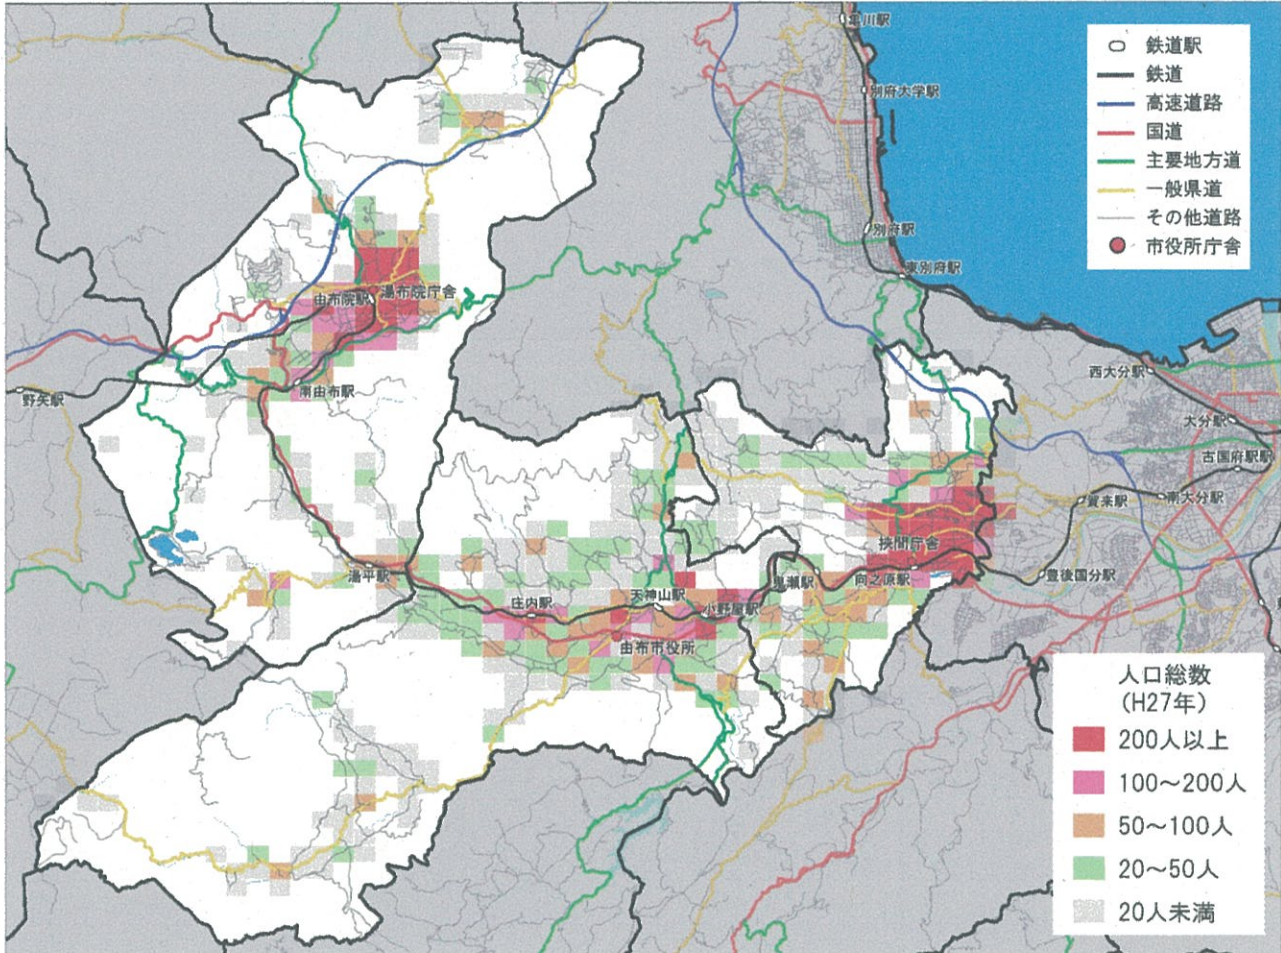 亀川駅
別府大学駅
別府駅
東別府駅
西大分駅
大分駅
古国府駅駅
南大分駅
賀来駅
豊後国分駅
野矢駅
由布院駅
湯布院庁舎
南由布駅
湯平駅
庄内駅
天神山駅
小野屋駅
由布市役所
鬼瀬駅
向之原駅
挾間庁舎
鉄道駅
鉄道
高速道路
国道
主要地方道
一般県道
その他道路
市役所庁舎
人口総数
(H27年)
200人以上
100～200人
50～100人
20～50人
20人未満